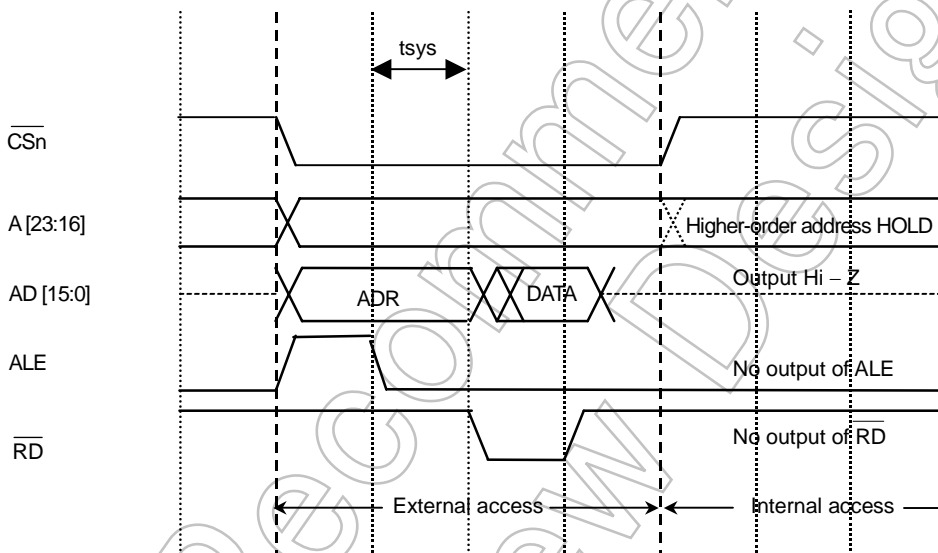 tsys
CSn
A [23:16]
Higher-order address HOLD
AD [15:0]
ADR
DATA
Output Hi – Z
ALE
No output of ALE
RD
No output of RD
External access
Internal access